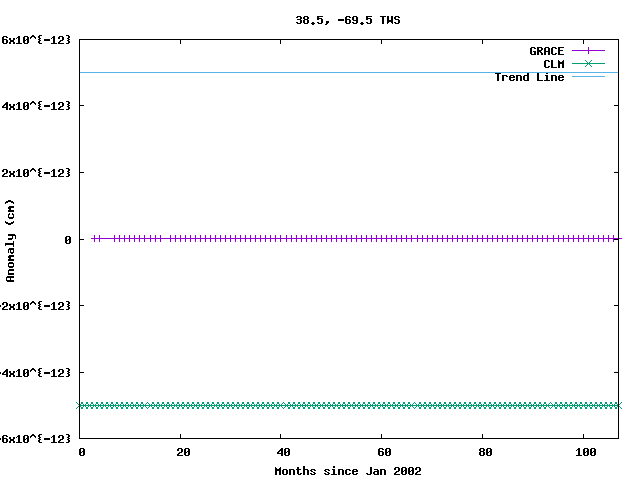 38.5, -69.5 TWS
6x10^{-12}
GRACE
CLM
Trend Line
4x10^{-12}
2x10^{-12}
0
-2x10^{-12}
-4x10^{-12}
-6x10^{-12}
Anomaly (cm)
0 20 40 60 80 100
Months since Jan 2002